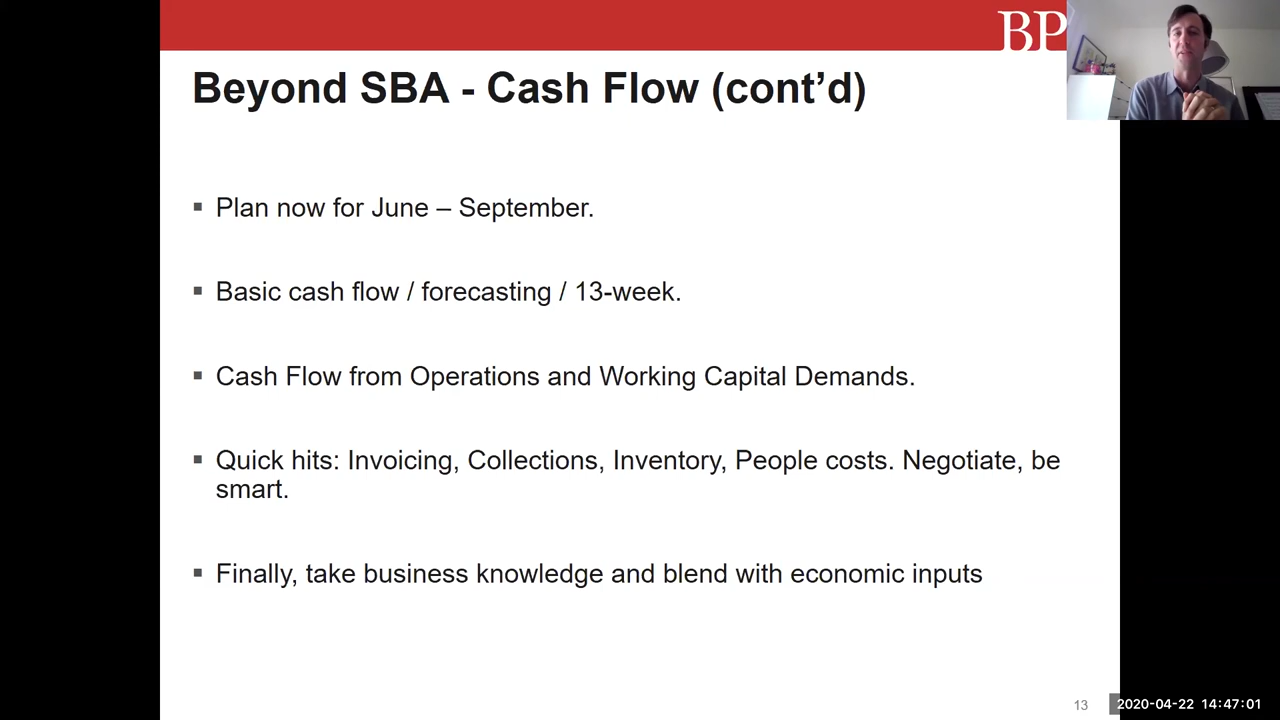 BP
Beyond SBA - Cash Flow (cont’d)
▪ Plan now for June – September.
▪ Basic cash flow / forecasting / 13-week.
▪ Cash Flow from Operations and Working Capital Demands.
▪ Quick hits: Invoicing, Collections, Inventory, People costs. Negotiate, be
smart.
▪ Finally, take business knowledge and blend with economic inputs
13
2020-04-22 14:47:01